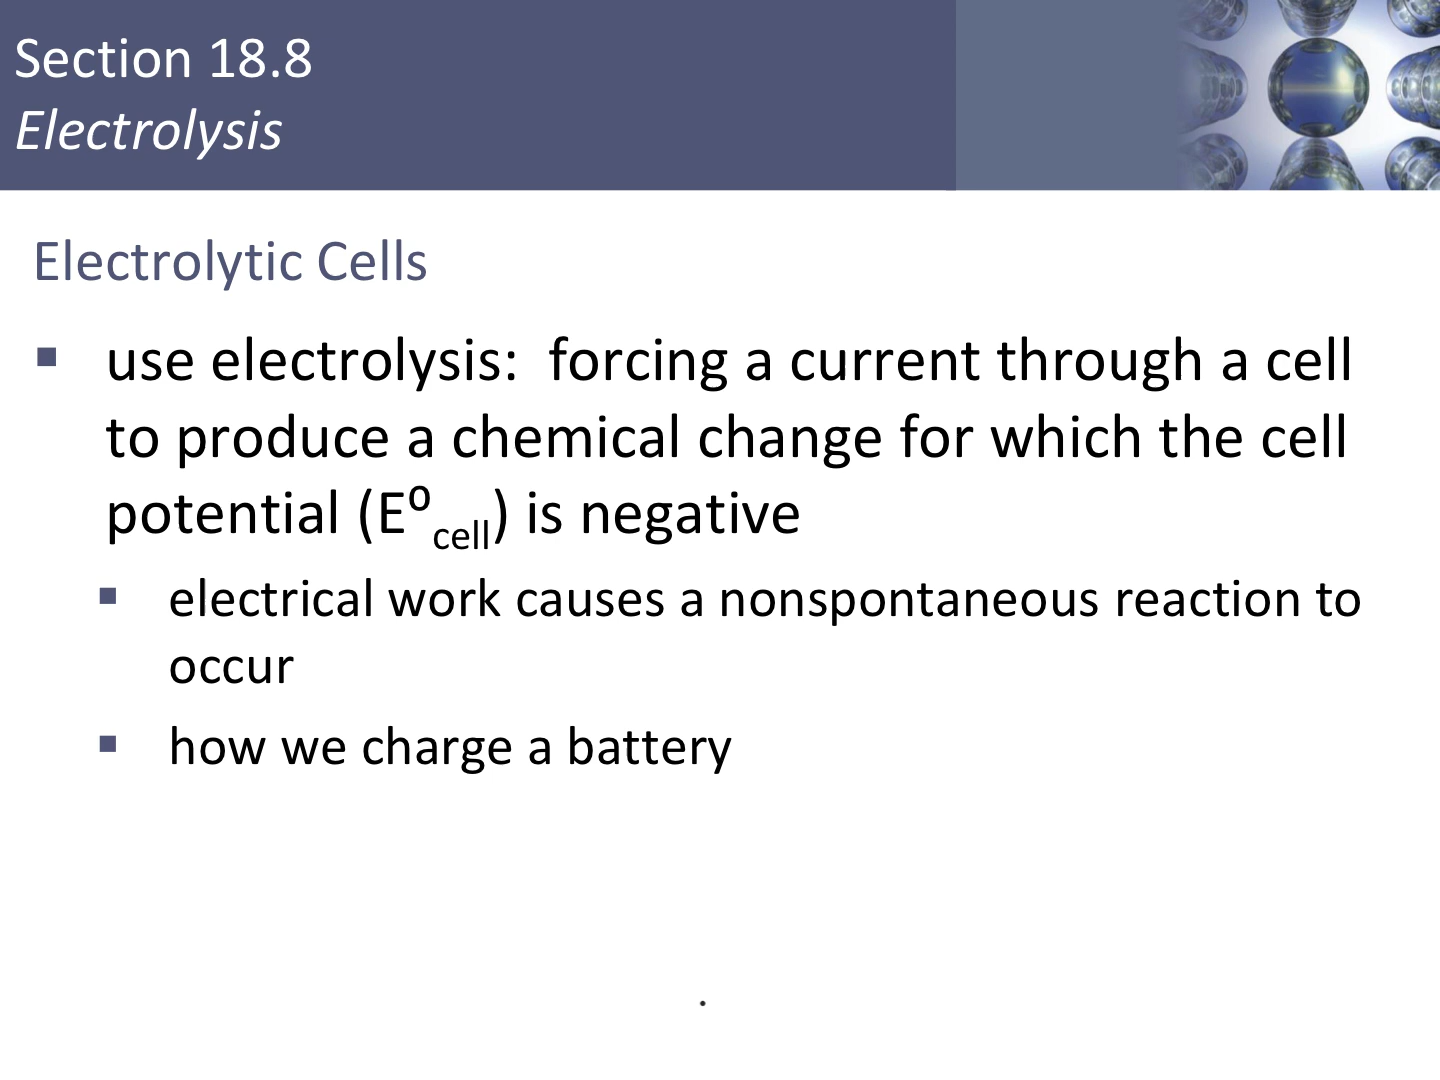 Section 18.8
Electrolysis
Electrolytic Cells
▪ use electrolysis:  forcing a current through a cell
to produce a chemical change for which the cell
potential (E⁰cell) is negative
▪ electrical work causes a nonspontaneous reaction to
occur
▪ how we charge a battery
.